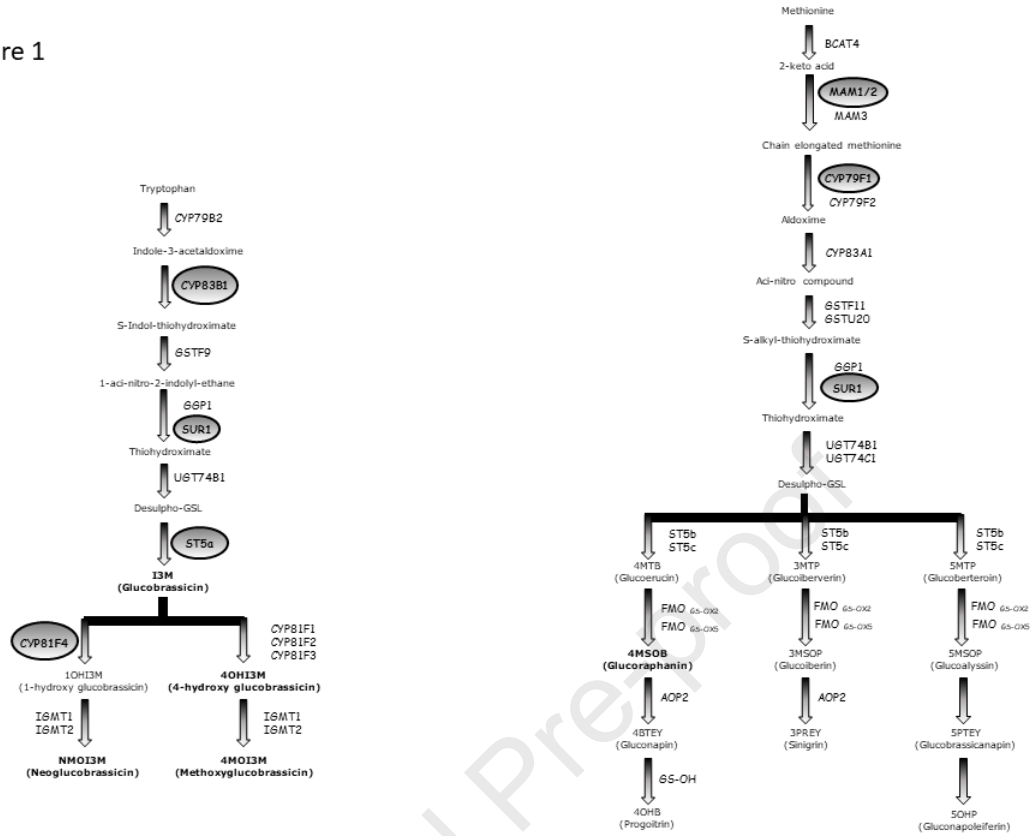 re 1
Tryptophan
CYP79B2
Indole-3-acetaldoxime
CYP83B1
S-Indol-thiohydroximate
GSTF9
1-aci-nitro-2-indolyl-ethane
GGP1
SUR1
Thiohydroximate
UGT74B1
Desulpho-GSL
ST5a
I3M
(Glucobrassicin)
CYP81F4
CYP81F1
CYP81F2
CYP81F3
1OHI3M
(1-hydroxy glucobrassicin)
4OHI3M
(4-hydroxy glucobrassicin)
IGMT1
IGMT2
IGMT1
IGMT2
NMOI3M
(Neoglucobrassicin)
4MOI3M
(Methoxyglucobrassicin)
Methionine
BCAT4
2-keto acid
MAM1/2
MAM3
Chain elongated methionine
CYP79F1
CYP79F2
Aldoxime
CYP83A1
Aci-nitro compound
GSTF11
GSTU20
S-alkyl-thiohydroximate
GGP1
SUR1
Thiohydroximate
UGT74B1
UGT74C1
Desulpho-GSL
ST5b
ST5c
ST5b
ST5c
ST5b
ST5c
4MTB
(Glucoerucin)
3MTP
(Glucoiberverin)
5MTP
(Glucoberteroin)
FMO GS-OX2
FMO GS-OX5
FMO GS-OX2
FMO GS-OX5
FMO GS-OX2
FMO GS-OX5
4MSOB
(Glucoraphanin)
3MSOP
(Glucoiberin)
5MSOP
(Glucoalyssin)
AOP2
AOP2
4BTEY
(Gluconapin)
3PREY
(Sinigrin)
5PTEY
(Glucobrassicanapin)
GS-OH
4OHB
(Progoitrin)
5OHP
(Gluconapoleiferin)
l Pre-proof